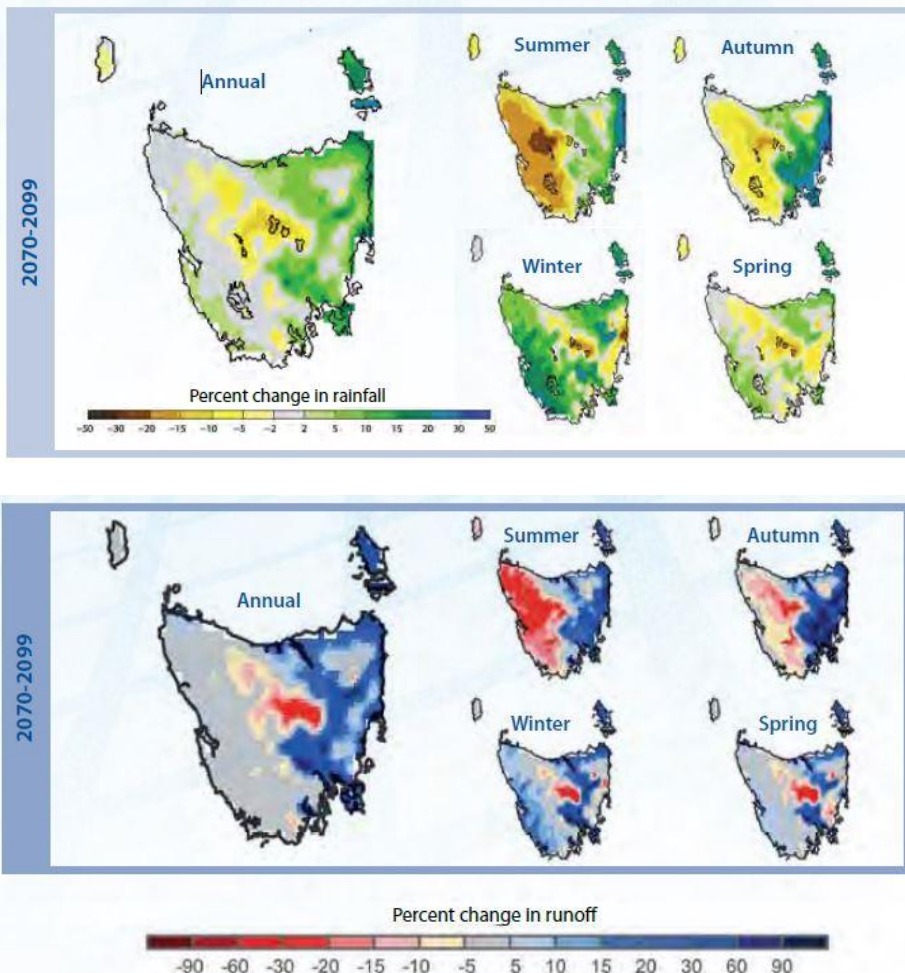 2070-2099
Annual
Summer
Autumn
Winter
Spring
Percent change in rainfall
-50 -30 -20 -15 -10 -5 -2 2 5 10 15 20 30 50
2070-2099
Annual
Summer
Autumn
Winter
Spring
Percent change in runoff
-90 -60 -30 -20 -15 -10 -5 5 10 15 20 30 60 90